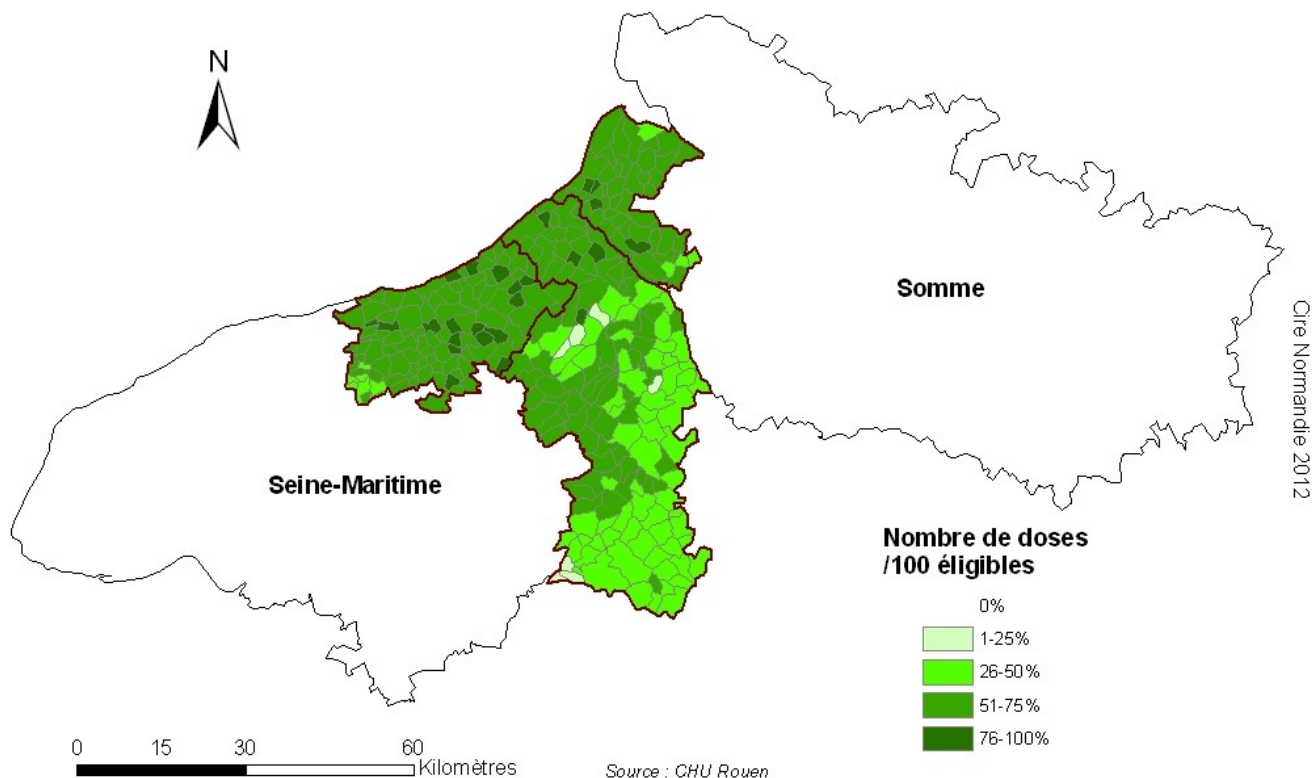 N
Somme
Seine-Maritime
Cire Normandie 2012
Nombre de doses
/100 éligibles
0%
1-25%
26-50%
51-75%
76-100%
0 15 30 60
Kilomètres
Source : CHU Rouen